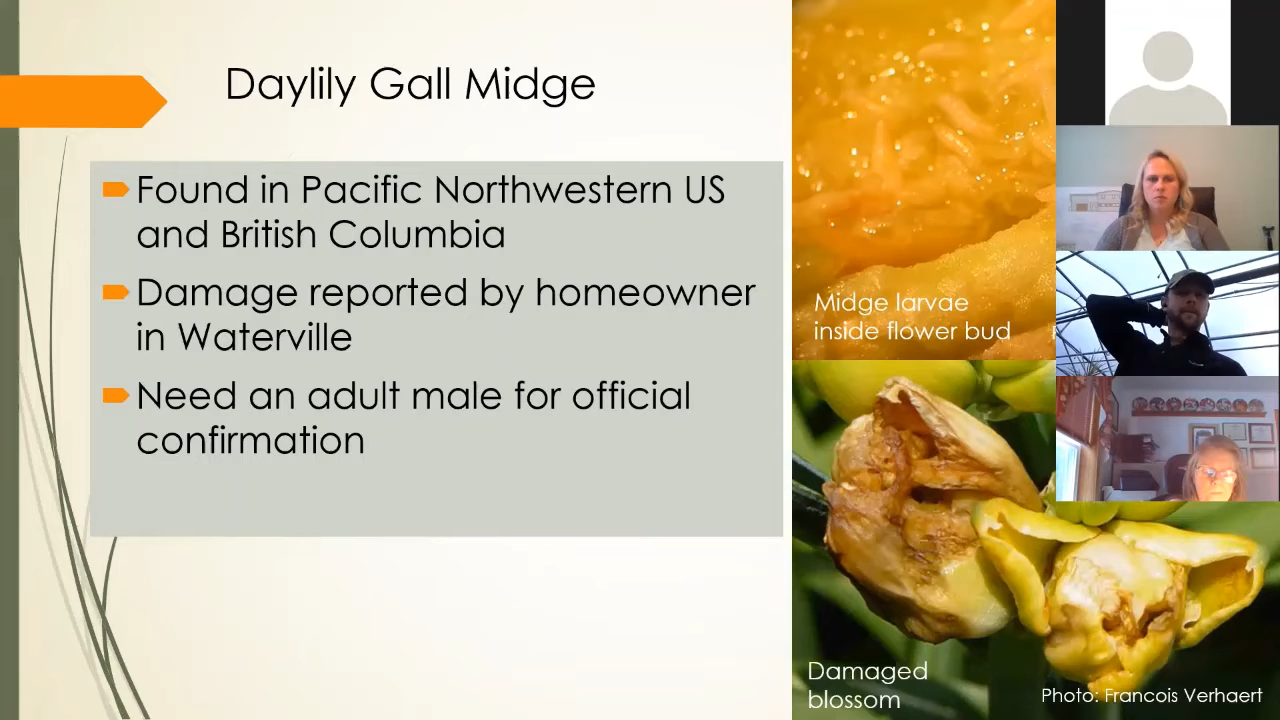 Daylily Gall Midge
Found in Pacific Northwestern US
and British Columbia
Damage reported by homeowner
in Waterville
Need an adult male for official
confirmation
Midge larvae
inside flower bud
Damaged
blossom
Photo: Francois Verhaert